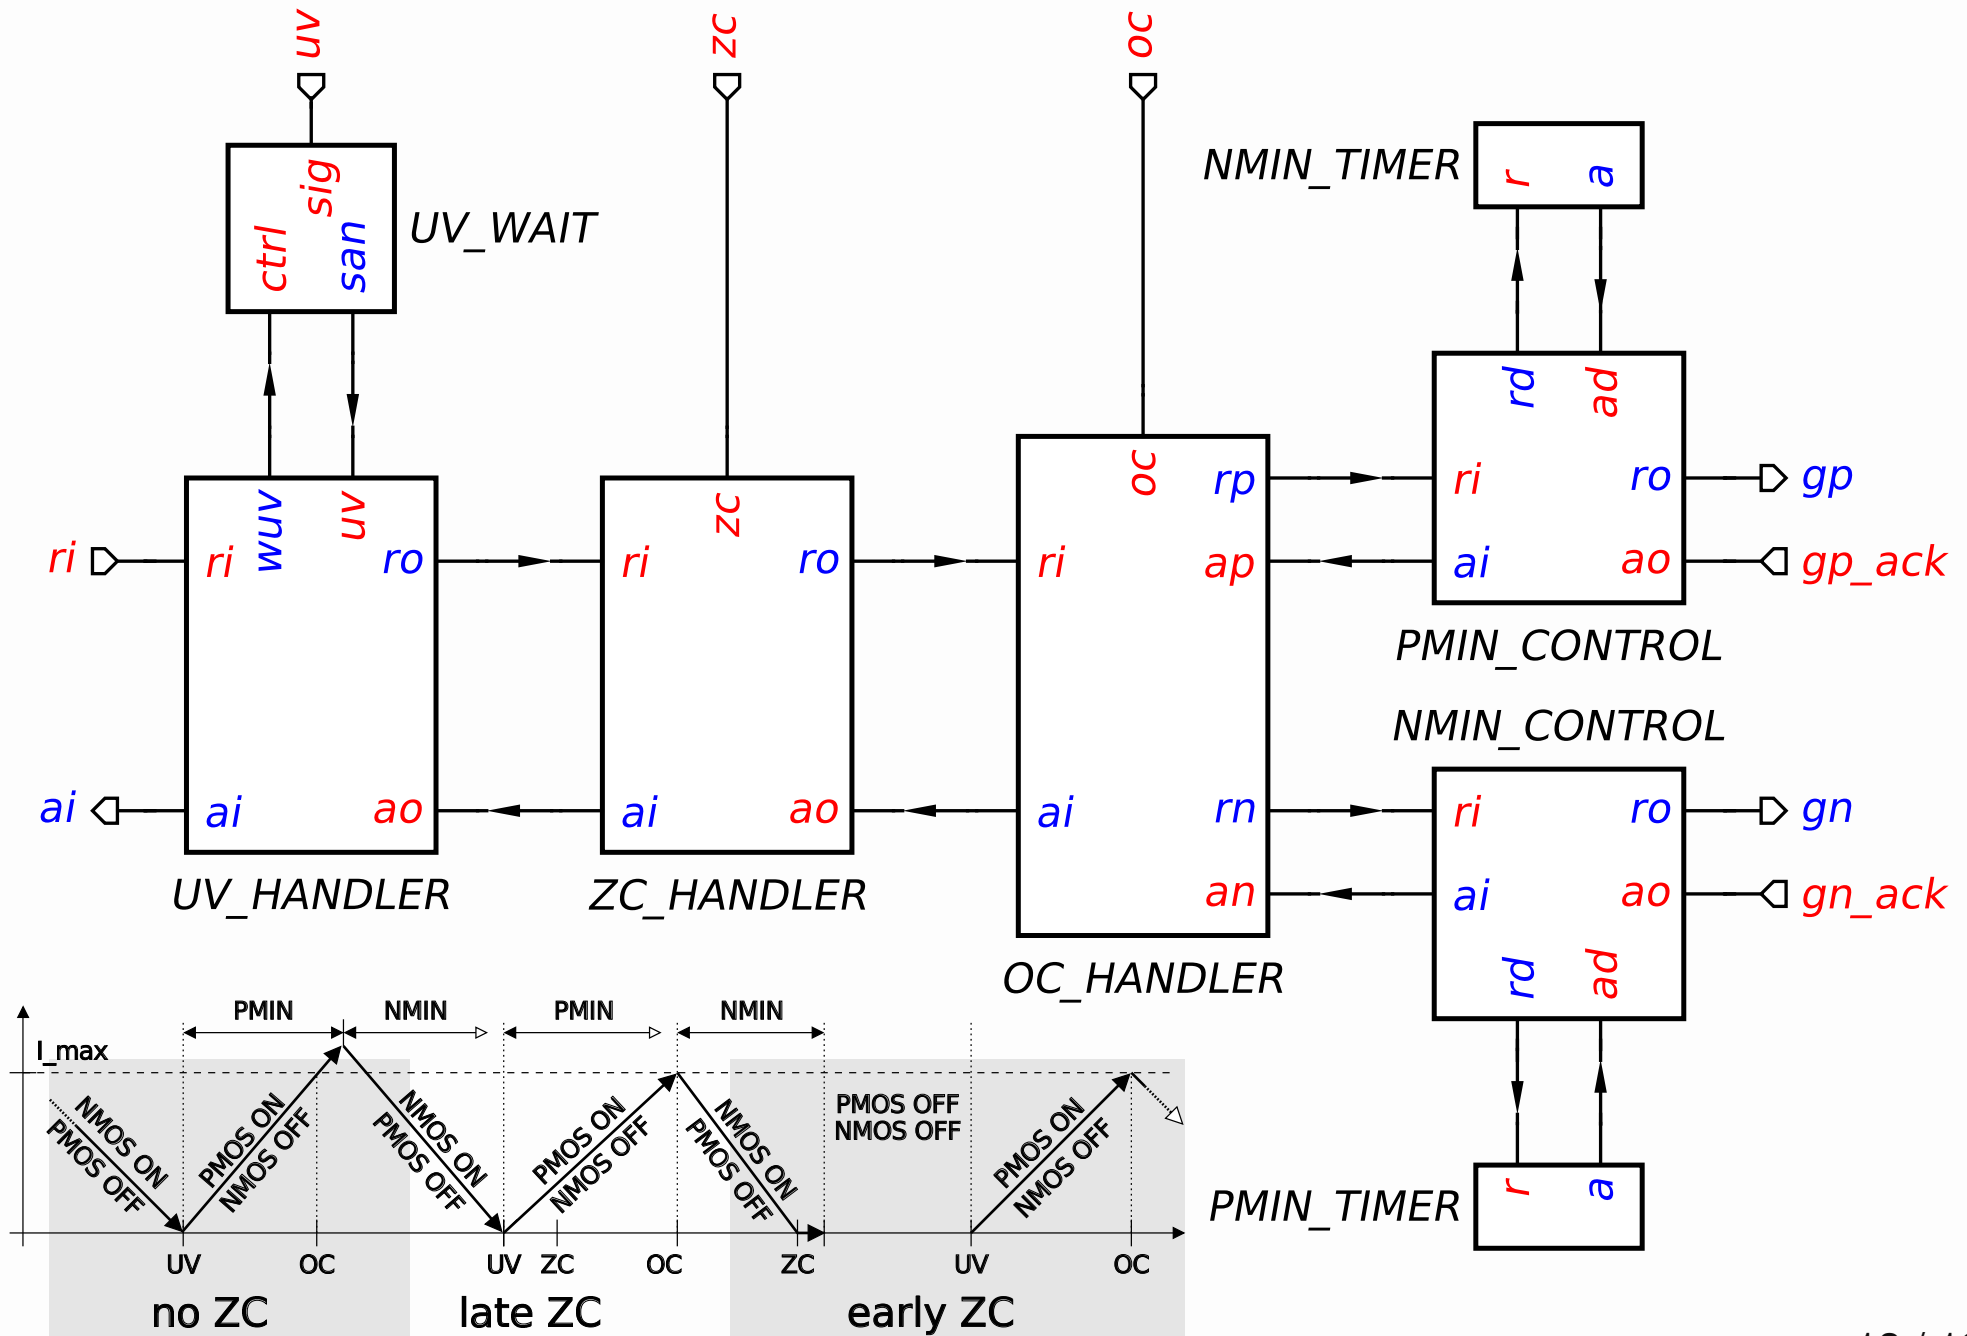 uv
zc
oc
sig
ctrl
san
UV_WAIT
NMIN_TIMER
r
a
rd
ad
ri
ri
wuv
uv
ro
ai
ai
ao
UV_HANDLER
ri
zc
ro
ai
ao
ZC_HANDLER
oc
ri
rp
ap
ai
rn
an
OC_HANDLER
ri
ro
gp
ai
ao
gp_ack
PMIN_CONTROL
NMIN_CONTROL
ri
ro
gn
ai
ao
gn_ack
rd
ad
PMIN_TIMER
r
a
PMIN
NMIN
PMIN
NMIN
I_max
NMOS ON
PMOS OFF
PMOS ON
NMOS OFF
NMOS ON
PMOS OFF
PMOS ON
NMOS OFF
NMOS ON
PMOS OFF
PMOS OFF
NMOS OFF
PMOS ON
NMOS OFF
UV
OC
UV
ZC
OC
ZC
UV
OC
no ZC
late ZC
early ZC